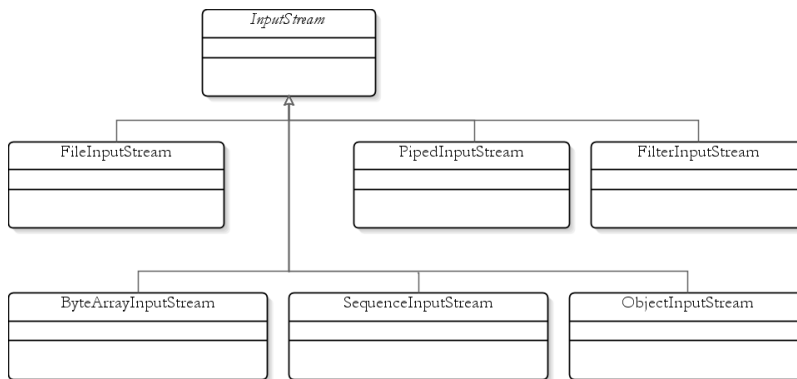 InputStream
FileInputStream
PipedInputStream
FilterInputStream
ByteArrayInputStream
SequenceInputStream
ObjectInputStream